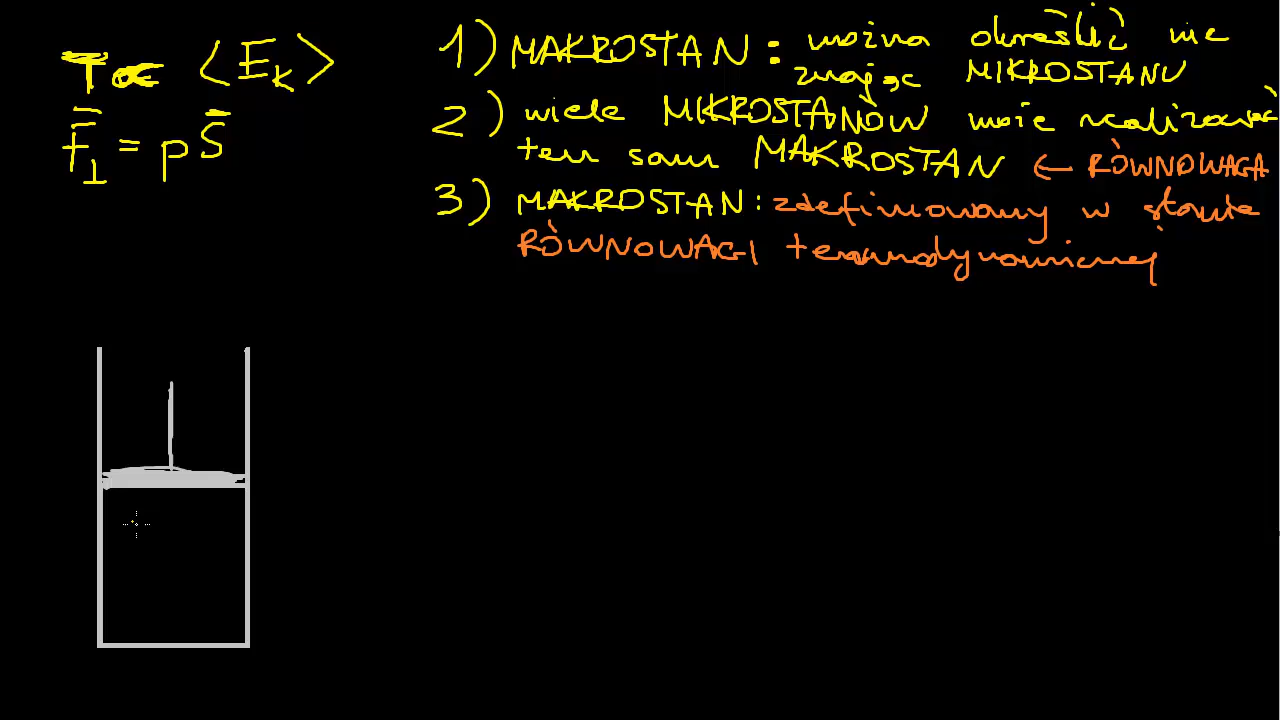 T ∝ ⟨E_K⟩
F̄_⊥ = p S̄
1) MAKROSTAN: można określić nie
znając MIKROSTANU
2) wiele MIKROSTANÓW może realizować
ten sam MAKROSTAN ← RÓWNOWAGA
3) MAKROSTAN: zdefiniowany w stanie
RÓWNOWAGI termodynamicznej